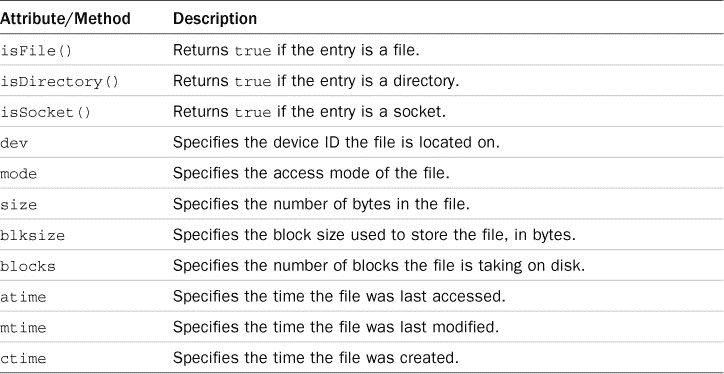 Attribute/Method Description
isFile() Returns true if the entry is a file.
isDirectory() Returns true if the entry is a directory.
isSocket() Returns true if the entry is a socket.
dev Specifies the device ID the file is located on.
mode Specifies the access mode of the file.
size Specifies the number of bytes in the file.
blksize Specifies the block size used to store the file, in bytes.
blocks Specifies the number of blocks the file is taking on disk.
atime Specifies the time the file was last accessed.
mtime Specifies the time the file was last modified.
ctime Specifies the time the file was created.